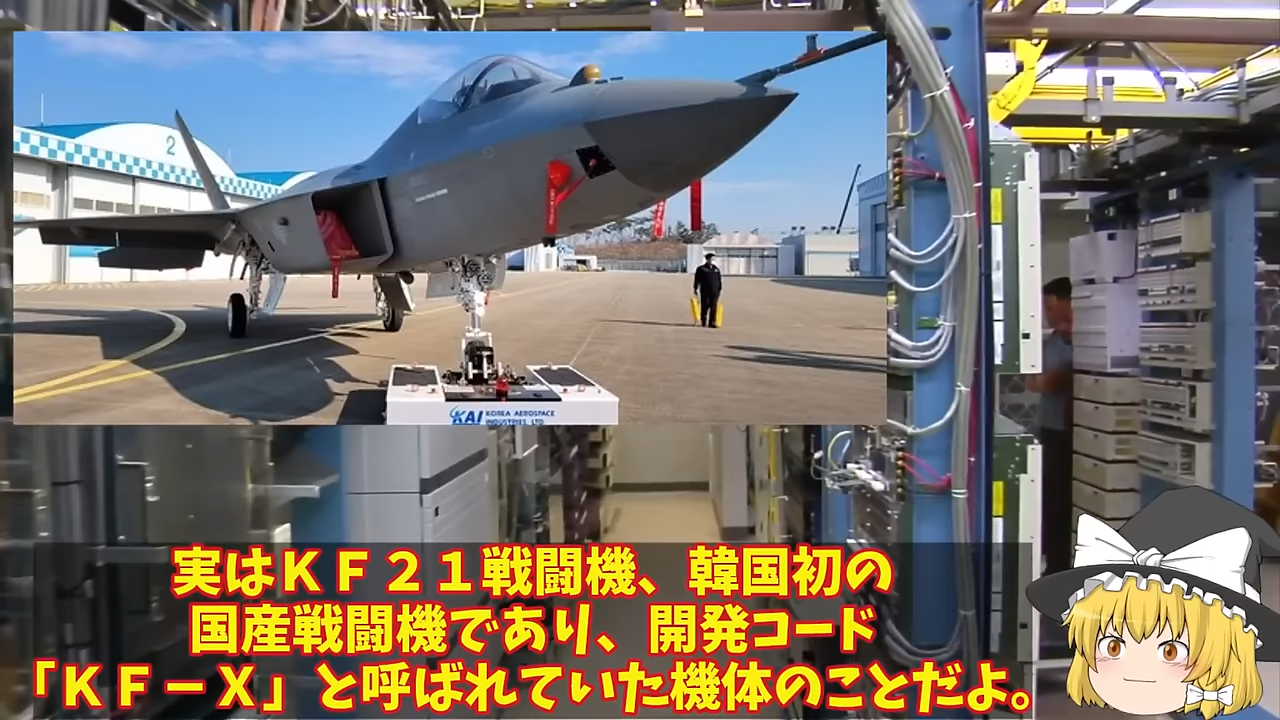 2
KAI KOREA AEROSPACE
INDUSTRIES, LTD.
実はＫＦ２１戦闘機、韓国初の
国産戦闘機であり、開発コード
「ＫＦ－Ｘ」と呼ばれていた機体のことだよ。